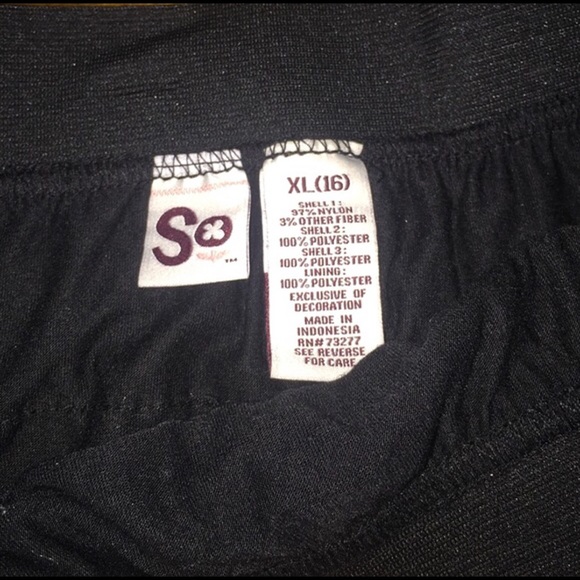 So
™
XL(16)
SHELL 1:
97% NYLON
3% OTHER FIBER
SHELL 2:
100% POLYESTER
SHELL 3:
100% POLYESTER
LINING:
100% POLYESTER
EXCLUSIVE OF
DECORATION
MADE IN
INDONESIA
RN# 73277
SEE REVERSE
FOR CARE